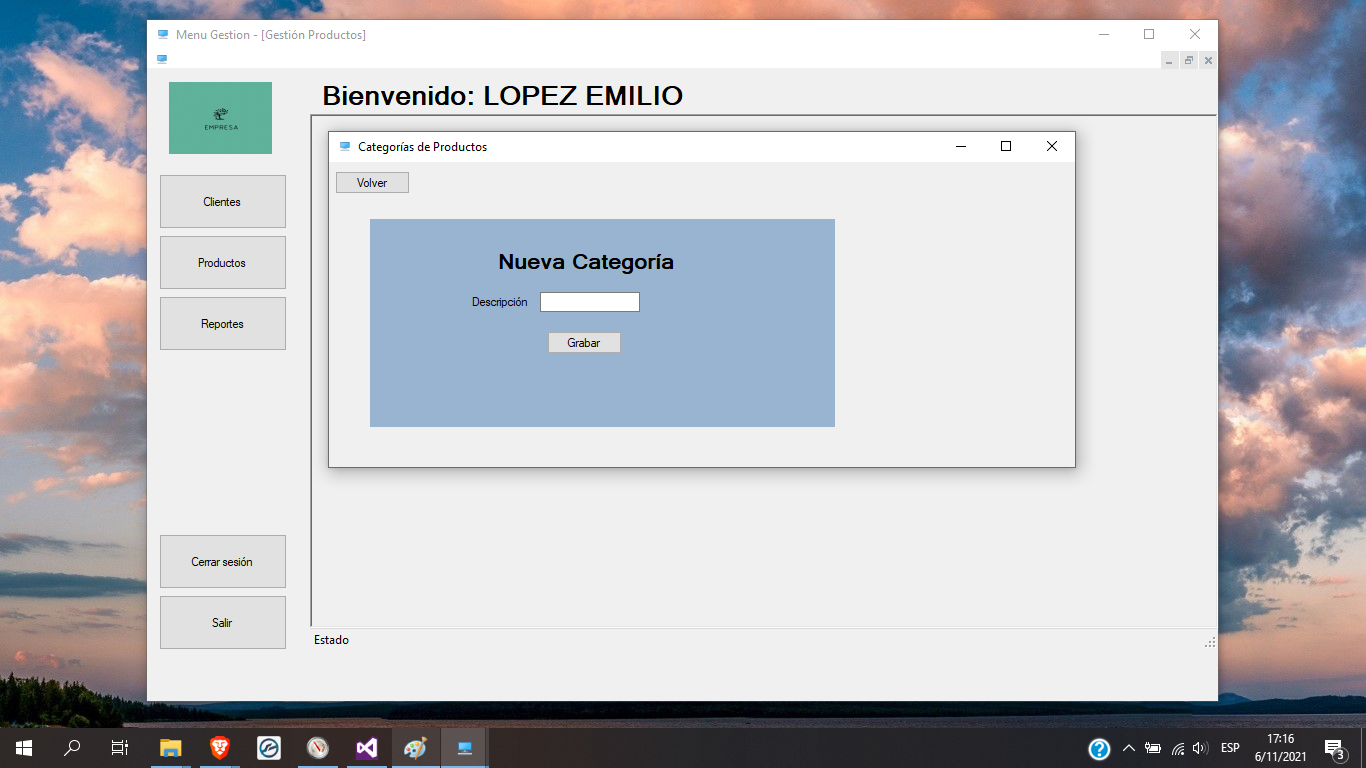 Menu Gestion - [Gestión Productos]
EMPRESA
Bienvenido: LOPEZ EMILIO
Categorías de Productos
Volver
Clientes
Productos
Reportes
Nueva Categoría
Descripción
Grabar
Cerrar sesión
Salir
Estado
ESP
17:16
6/11/2021
3